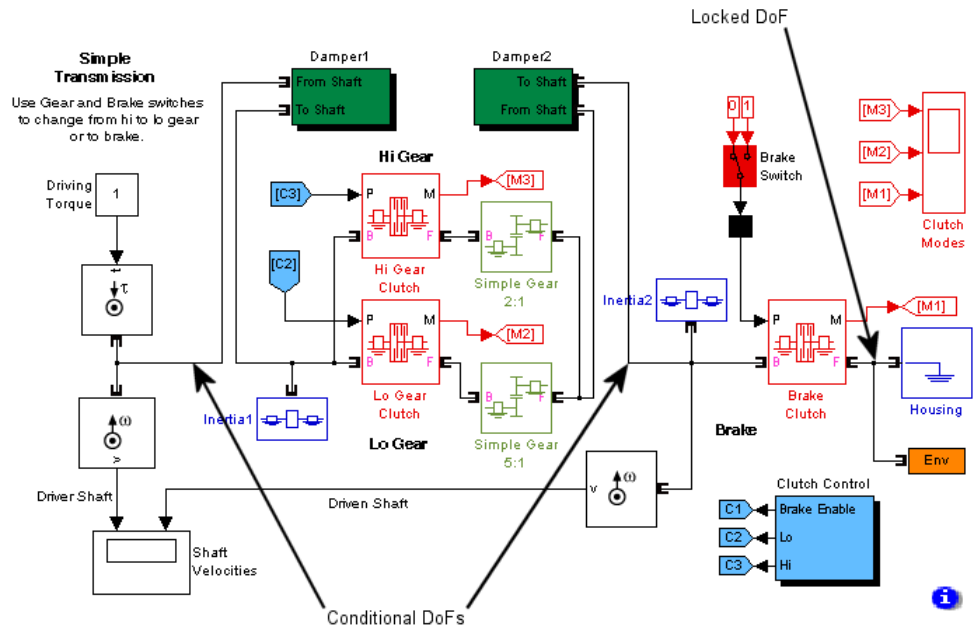 Locked DoF
Simple
Transmission
Use Gear and Brake switches
to change from hi to lo gear
or to brake.
Damper1
From Shaft
To Shaft
Damper2
To Shaft
From Shaft
0 1
Brake
Switch
[M3]
[M2]
[M1]
Clutch
Modes
Driving
Torque
1
t
τ
Hi Gear
[C3]
P
M
B
F
[M3]
Hi Gear
Clutch
B
F
Simple Gear
2:1
[C2]
P
M
B
F
[M2]
Lo Gear
Clutch
B
F
Simple Gear
5:1
Lo Gear
Inertia1
Inertia2
P
M
B
F
[M1]
Brake
Clutch
Brake
Housing
Env
ω
v
Driver Shaft
Driven Shaft
v
ω
Shaft
Velocities
Clutch Control
C1
Brake Enable
C2
Lo
C3
Hi
i
Conditional DoFs